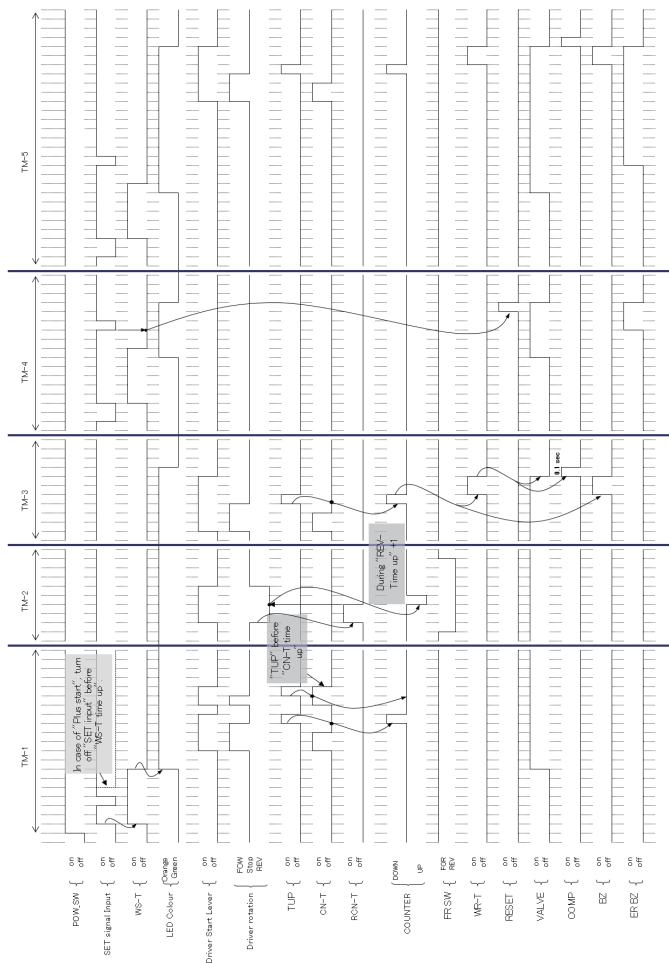 TM-1
TM-2
TM-3
TM-4
TM-5
POW_SW { on
off
SET signal Input { on
off
WS-T { on
off
LED Colour { Orange
Green
Driver Start Lever { on
off
Driver rotation { FOW
Stop
REV
TUP { on
off
CN-T { on
off
RCN-T { on
off
COUNTER { DOWN
UP
FR SW { FOR
REV
WR-T { on
off
RESET { on
off
VALVE { on
off
COMP { on
off
BZ { on
off
ER BZ { on
off
In case of "Plus start", turn
off "SET input" before
"WS-T time up".
"TUP" before
"CN-T time
up"
During "REV-
Time up" +1
0.1 sec